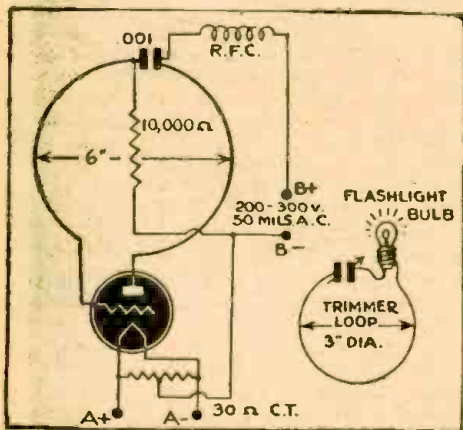 .001
R.F.C.
10,000 Ω
6"
B+
200-300 V.
50 MILS. A.C.
B-
FLASHLIGHT
BULB
TRIMMER
LOOP
3" DIA.
A+
A-
30 Ω C.T.